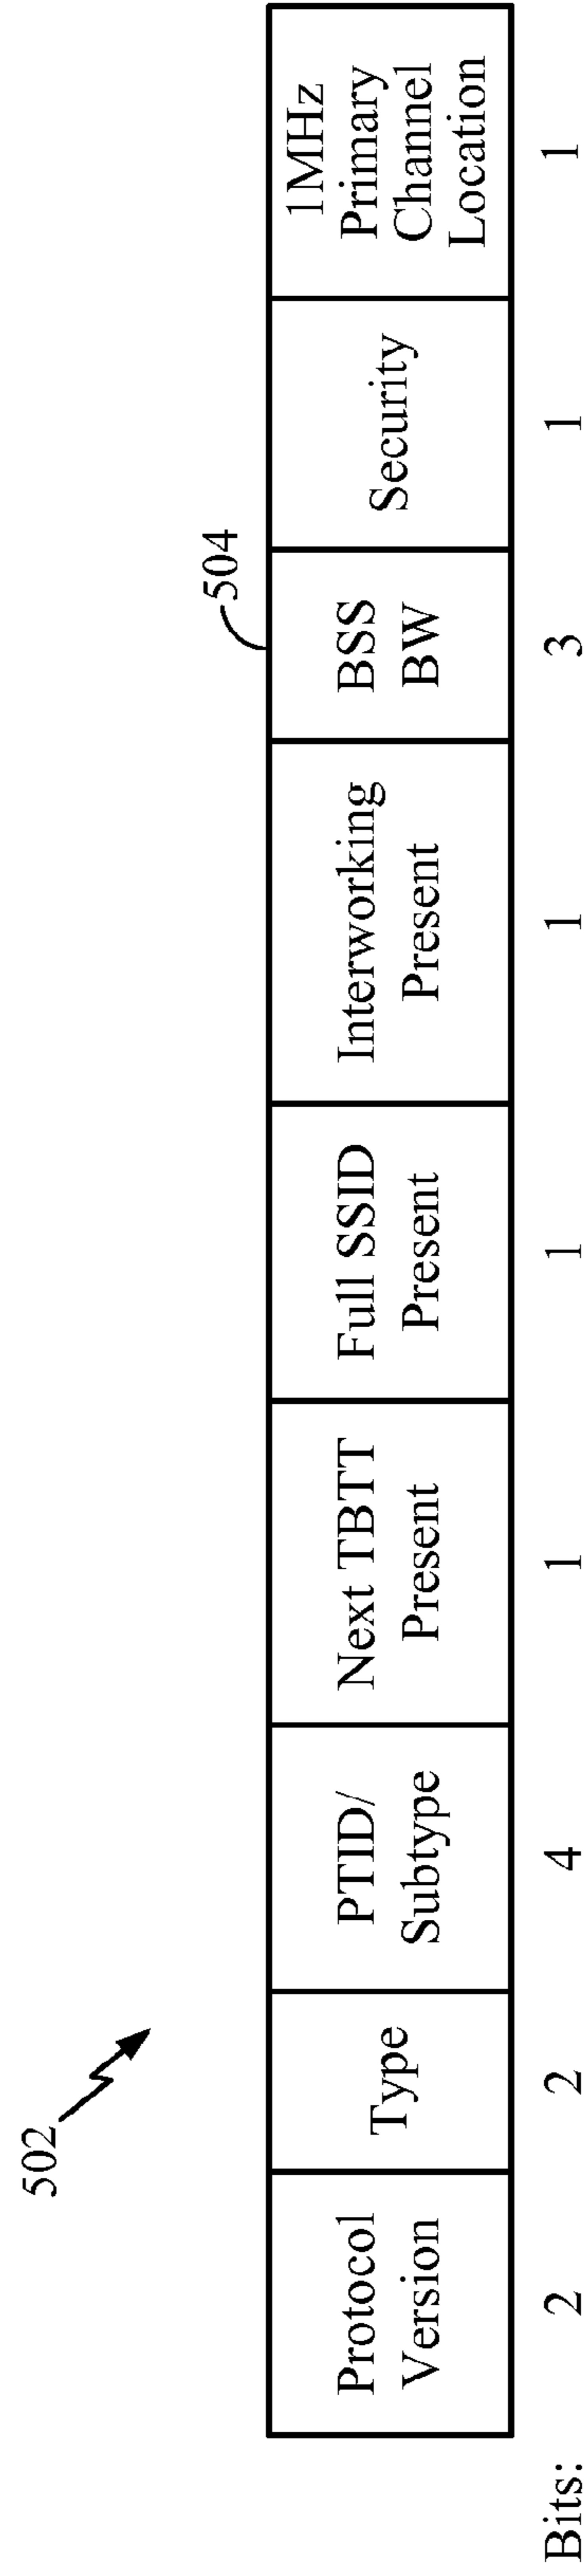 502
504
Protocol
Version
Type
PTID/
Subtype
Next TBTT
Present
Full SSID
Present
Interworking
Present
BSS
BW
Security
1MHz
Primary
Channel
Location
Bits: 2 2 4 1 1 1 3 1 1